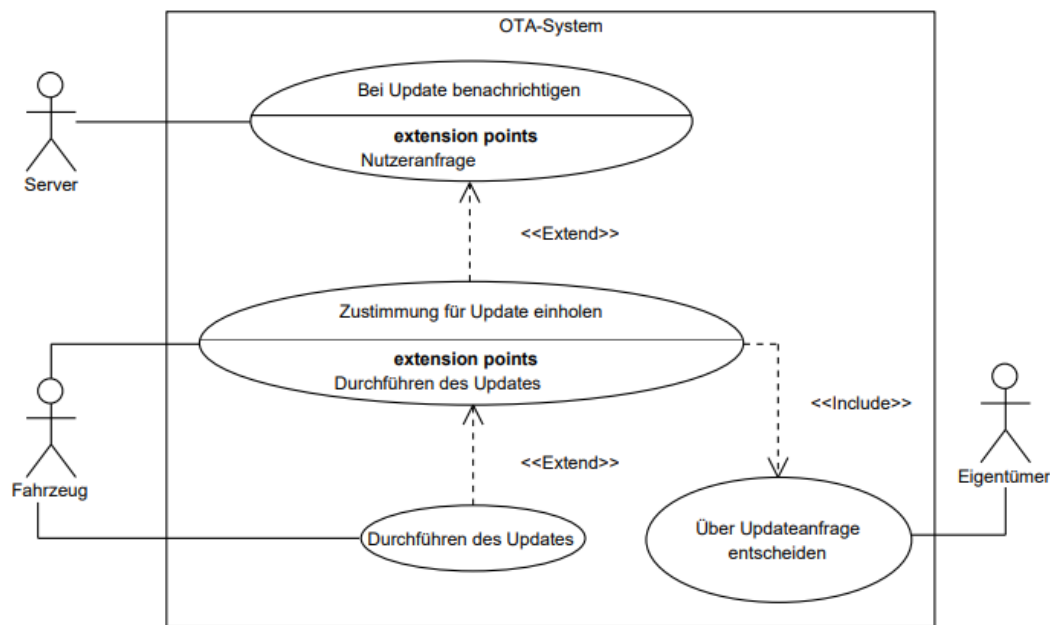 OTA-System
Bei Update benachrichtigen
extension points
Nutzeranfrage
Server
<<Extend>>
Zustimmung für Update einholen
extension points
Durchführen des Updates
<<Include>>
Fahrzeug
<<Extend>>
Eigentümer
Durchführen des Updates
Über Updateanfrage
entscheiden